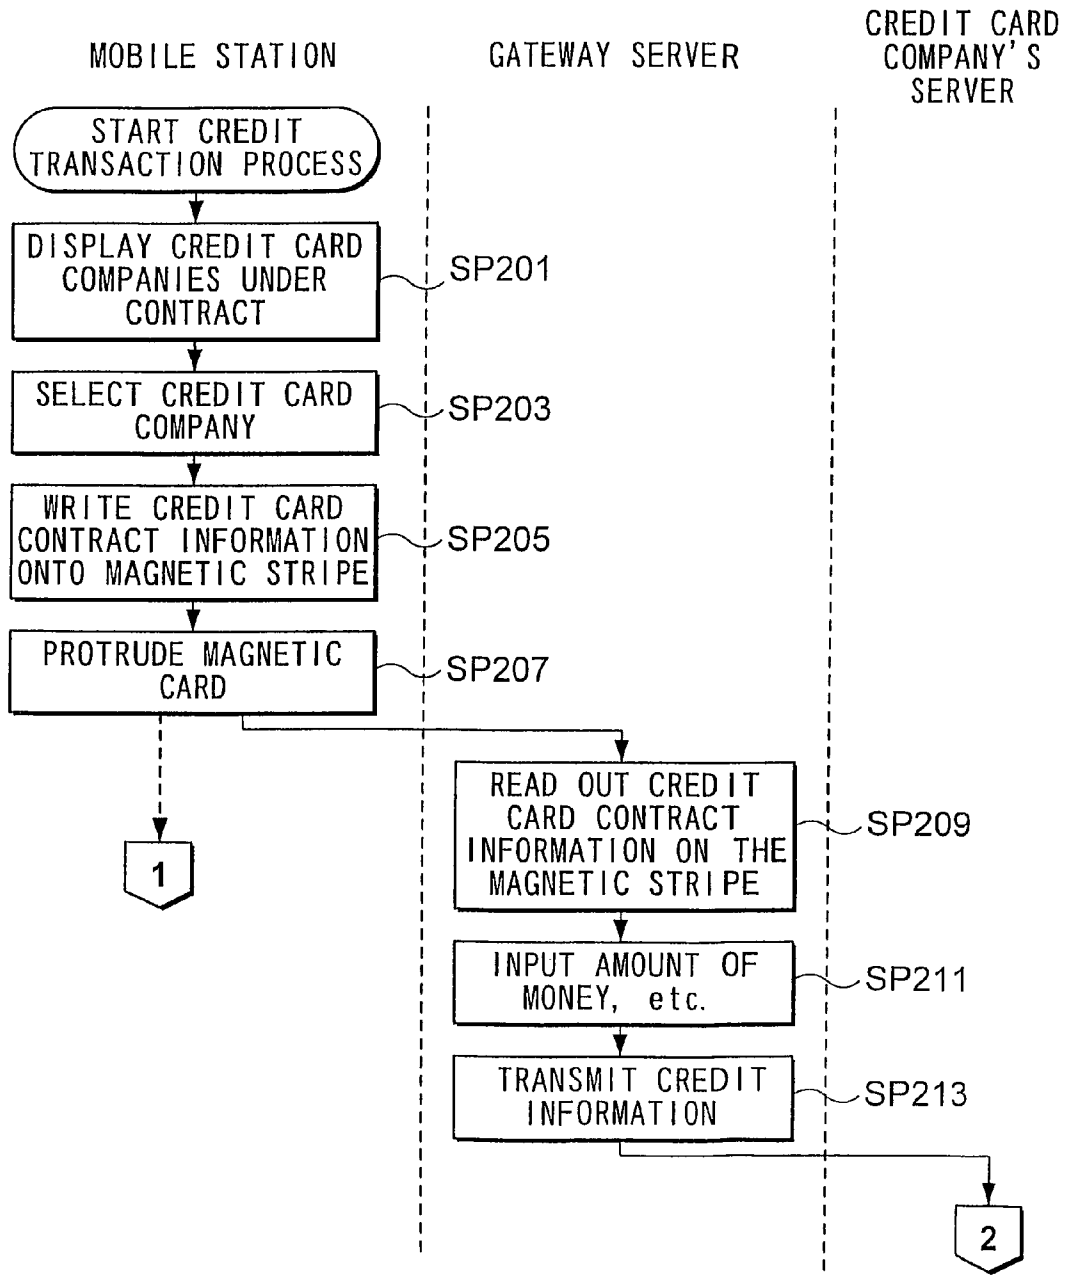 MOBILE STATION
GATEWAY SERVER
CREDIT CARD
COMPANY'S
SERVER
START CREDIT
TRANSACTION PROCESS
DISPLAY CREDIT CARD
COMPANIES UNDER
CONTRACT
SP201
SELECT CREDIT CARD
COMPANY
SP203
WRITE CREDIT CARD
CONTRACT INFORMATION
ONTO MAGNETIC STRIPE
SP205
PROTRUDE MAGNETIC
CARD
SP207
1
READ OUT CREDIT
CARD CONTRACT
INFORMATION ON THE
MAGNETIC STRIPE
SP209
INPUT AMOUNT OF
MONEY, etc.
SP211
TRANSMIT CREDIT
INFORMATION
SP213
2